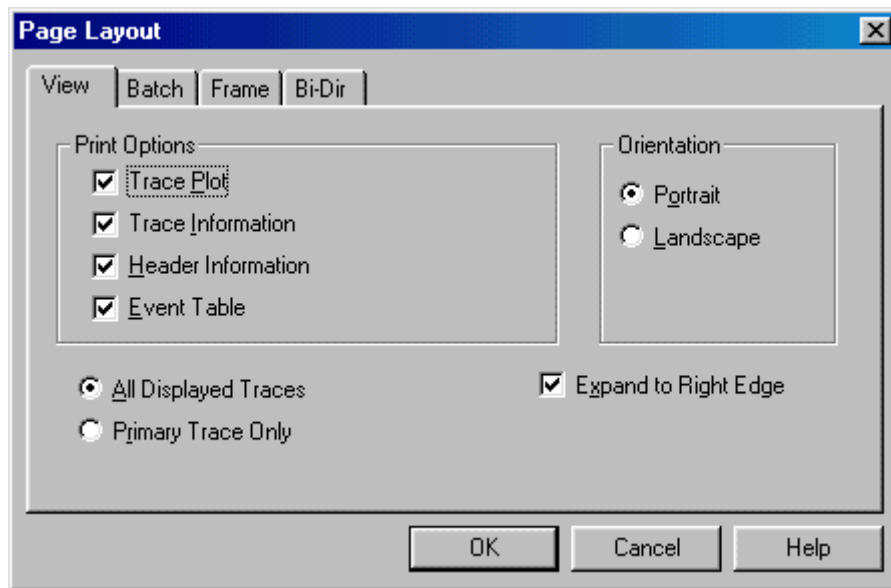 Page Layout
View Batch Frame Bi-Dir
Print Options
Trace Plot
Trace Information
Header Information
Event Table
Orientation
Portrait
Landscape
All Displayed Traces
Primary Trace Only
Expand to Right Edge
OK Cancel Help